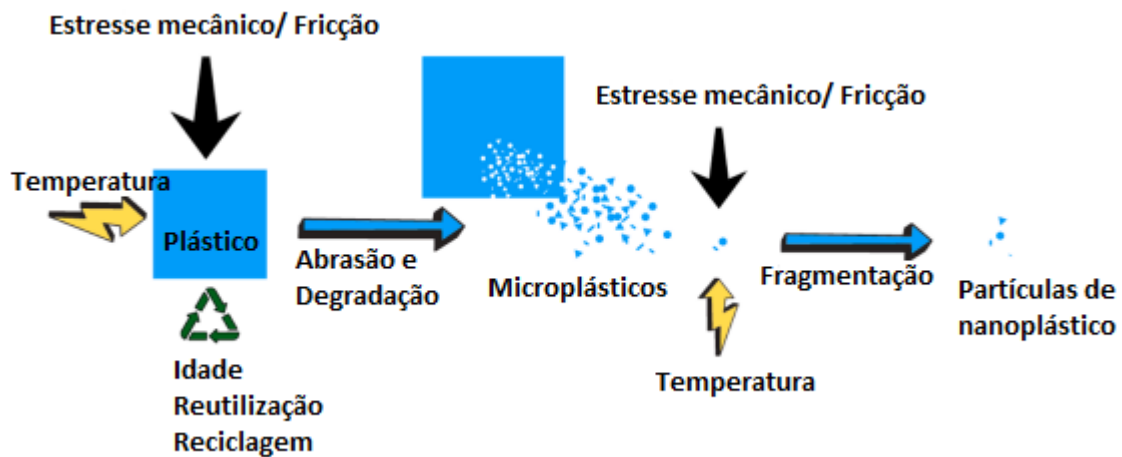 Estresse mecânico/ Fricção
Temperatura
Plástico
Idade
Reutilização
Reciclagem
Abrasão e
Degradação
Microplásticos
Estresse mecânico/ Fricção
Temperatura
Fragmentação
Partículas de
nanoplástico